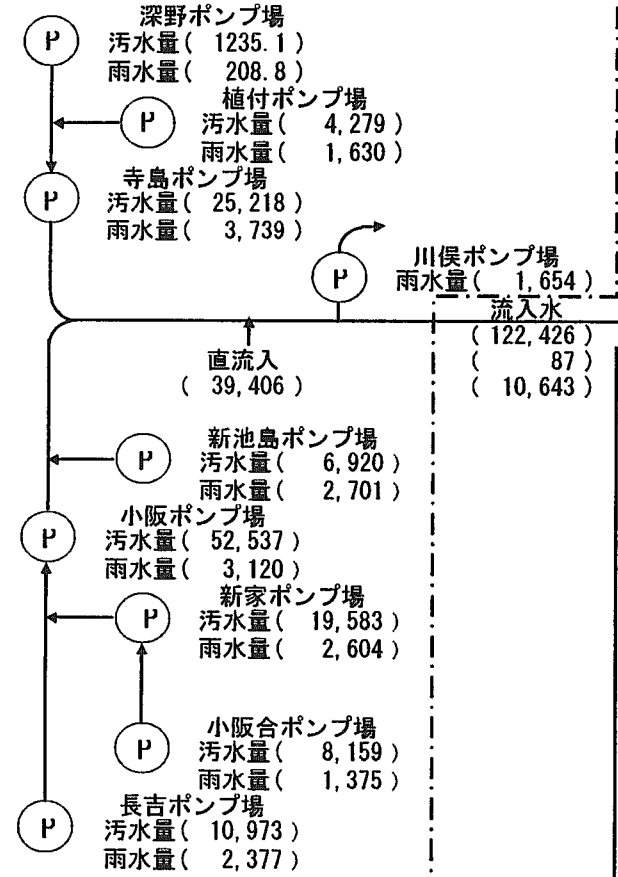 深野ポンプ場
P
汚水量( 1235.1 )
雨水量( 208.8 )
植付ポンプ場
P
汚水量( 4,279 )
雨水量( 1,630 )
寺島ポンプ場
P
汚水量( 25,218 )
雨水量( 3,739 )
川俣ポンプ場
P
雨水量( 1,654 )
流入水
( 122,426 )
( 87 )
( 10,643 )
直流入
( 39,406 )
新池島ポンプ場
P
汚水量( 6,920 )
雨水量( 2,701 )
小阪ポンプ場
P
汚水量( 52,537 )
雨水量( 3,120 )
新家ポンプ場
P
汚水量( 19,583 )
雨水量( 2,604 )
小阪合ポンプ場
P
汚水量( 8,159 )
雨水量( 1,375 )
長吉ポンプ場
P
汚水量( 10,973 )
雨水量( 2,377 )